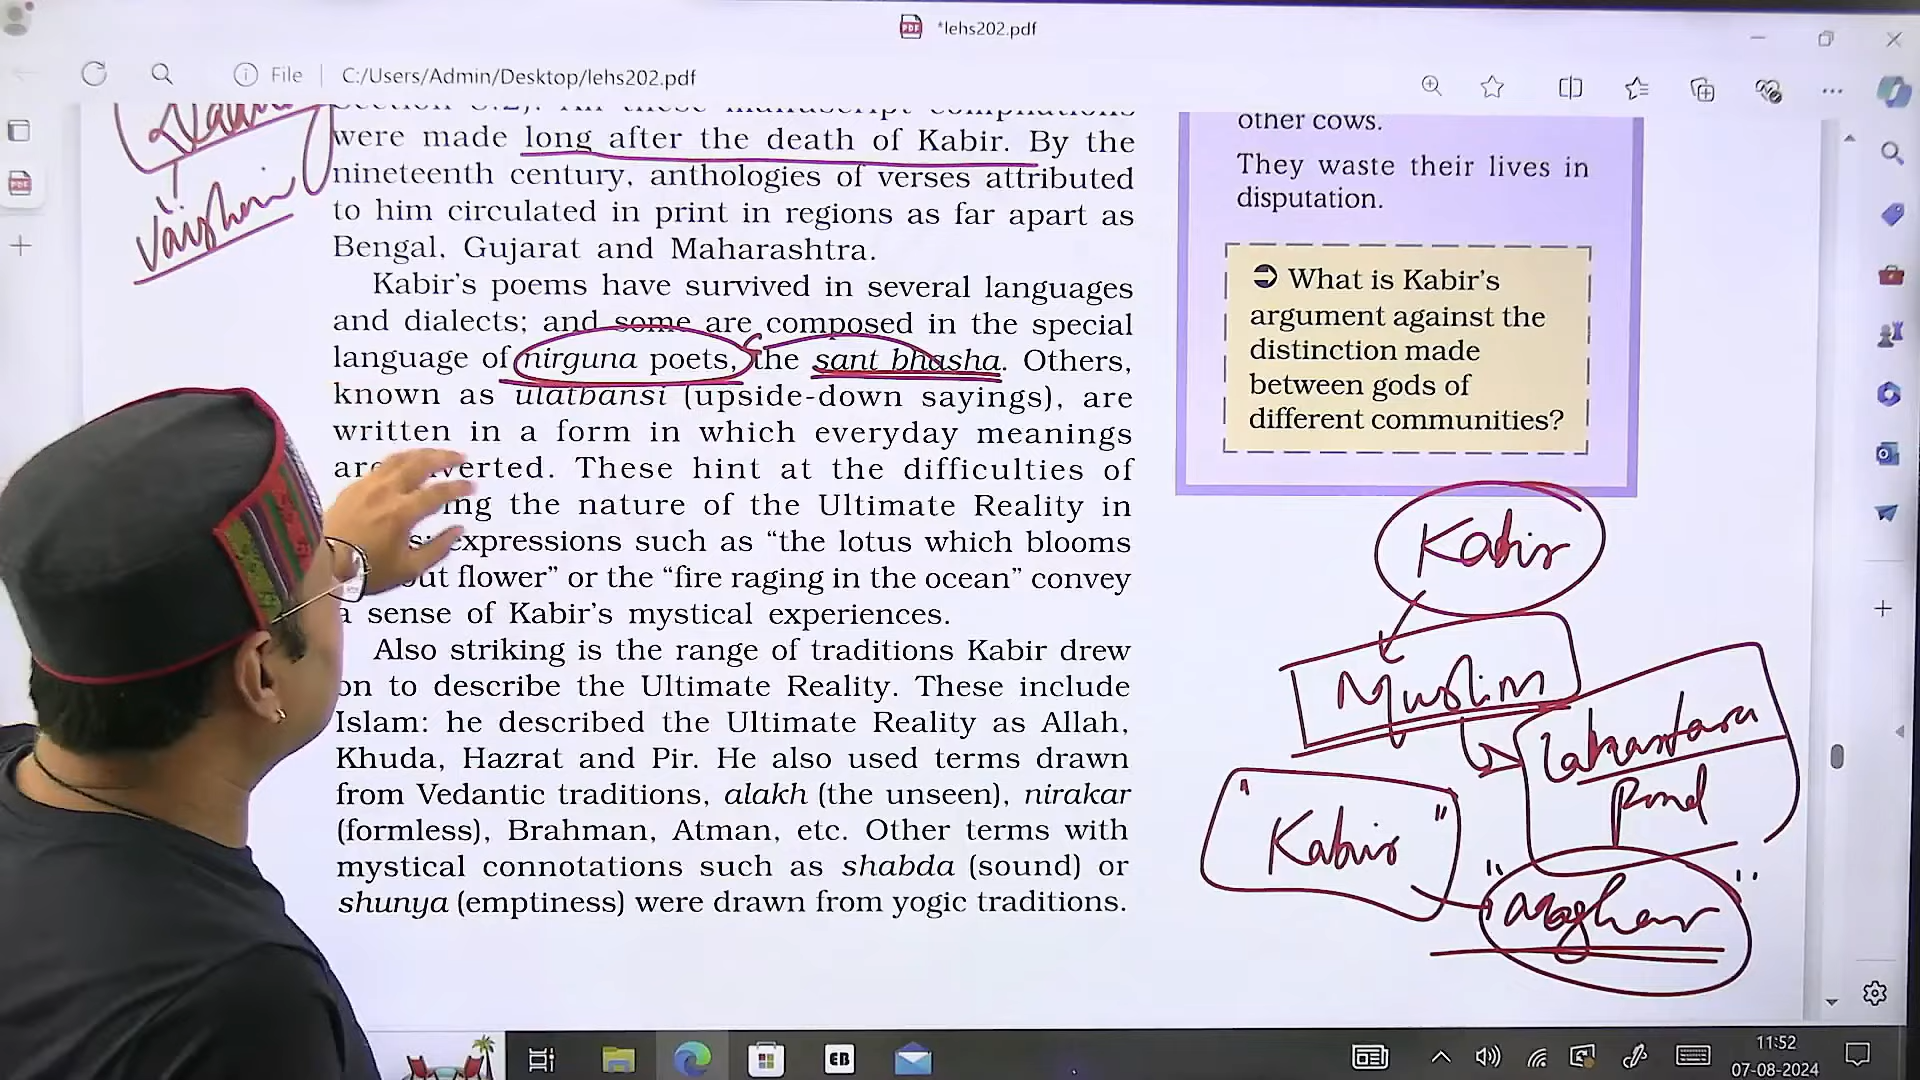 *lehs202.pdf
File
C:/Users/Admin/Desktop/lehs202.pdf
were made long after the death of Kabir. By the
nineteenth century, anthologies of verses attributed
to him circulated in print in regions as far apart as
Bengal, Gujarat and Maharashtra.
Kabir's poems have survived in several languages
and dialects; and some are composed in the special
language of nirguna poets, the sant bhasha. Others,
known as ulatbansi (upside-down sayings), are
written in a form in which everyday meanings
are verted. These hint at the difficulties of
ing the nature of the Ultimate Reality in
s: expressions such as “the lotus which blooms
out flower” or the “fire raging in the ocean” convey
a sense of Kabir's mystical experiences.
Also striking is the range of traditions Kabir drew
on to describe the Ultimate Reality. These include
Islam: he described the Ultimate Reality as Allah,
Khuda, Hazrat and Pir. He also used terms drawn
from Vedantic traditions, alakh (the unseen), nirakar
(formless), Brahman, Atman, etc. Other terms with
mystical connotations such as shabda (sound) or
shunya (emptiness) were drawn from yogic traditions.
other cows.
They waste their lives in
disputation.
➲ What is Kabir's
argument against the
distinction made
between gods of
different communities?
Kabir
Muslim
Lahartara
Pond
"Kabir"
"Maghar"
11:52
07-08-2024